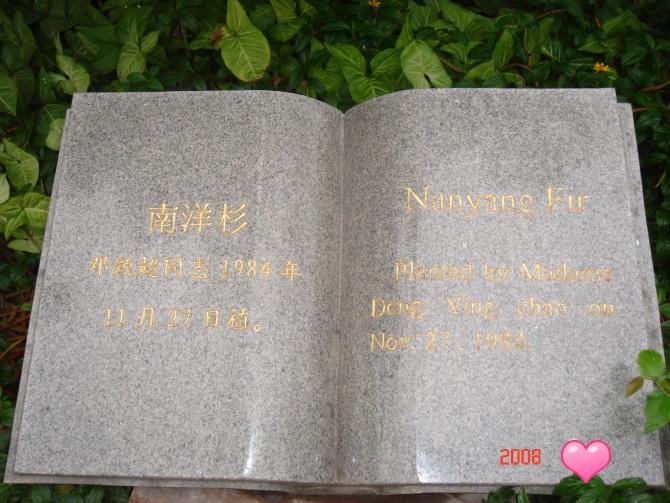 南洋杉
邓颖超同志1984年
11月27日植。
Nanyang Fir
Planted by Madame
Deng Ying chao on
Nov. 27 , 1984.
2008